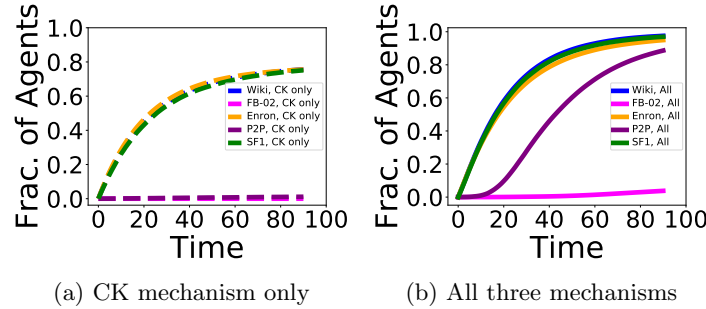 Frac. of Agents
1.0
0.8
0.6
0.4
0.2
0.0
Wiki, CK only
FB-02, CK only
Enron, CK only
P2P, CK only
SF1, CK only
0 20 40 60 80 100
Time
(a) CK mechanism only
Frac. of Agents
1.0
0.8
0.6
0.4
0.2
0.0
Wiki, All
FB-02, All
Enron, All
P2P, All
SF1, All
0 20 40 60 80 100
Time
(b) All three mechanisms